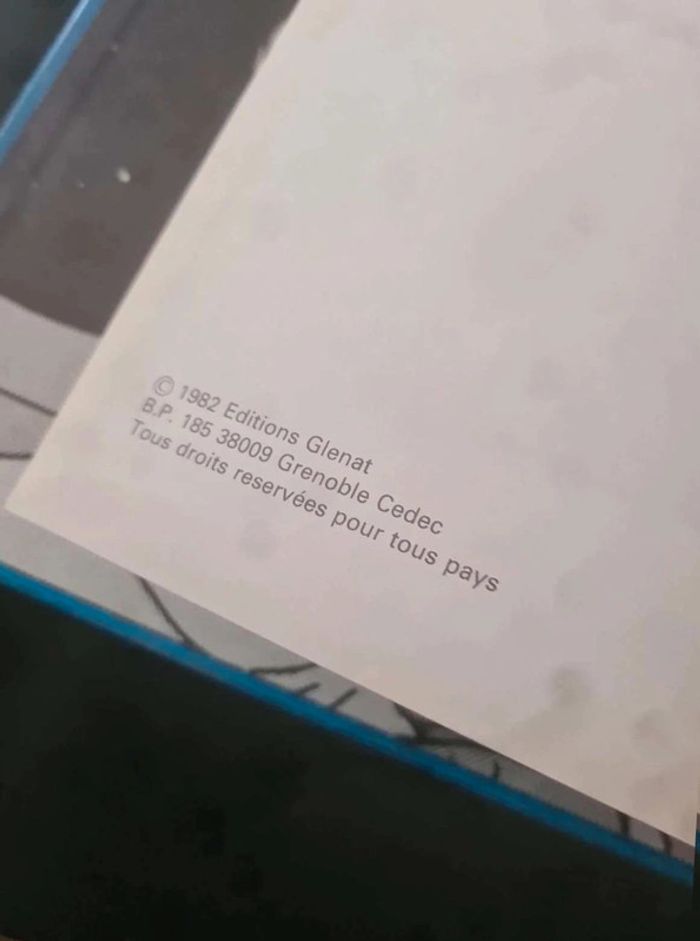 © 1982 Editions Glenat
B.P. 185 38009 Grenoble Cedec
Tous droits reservées pour tous pays